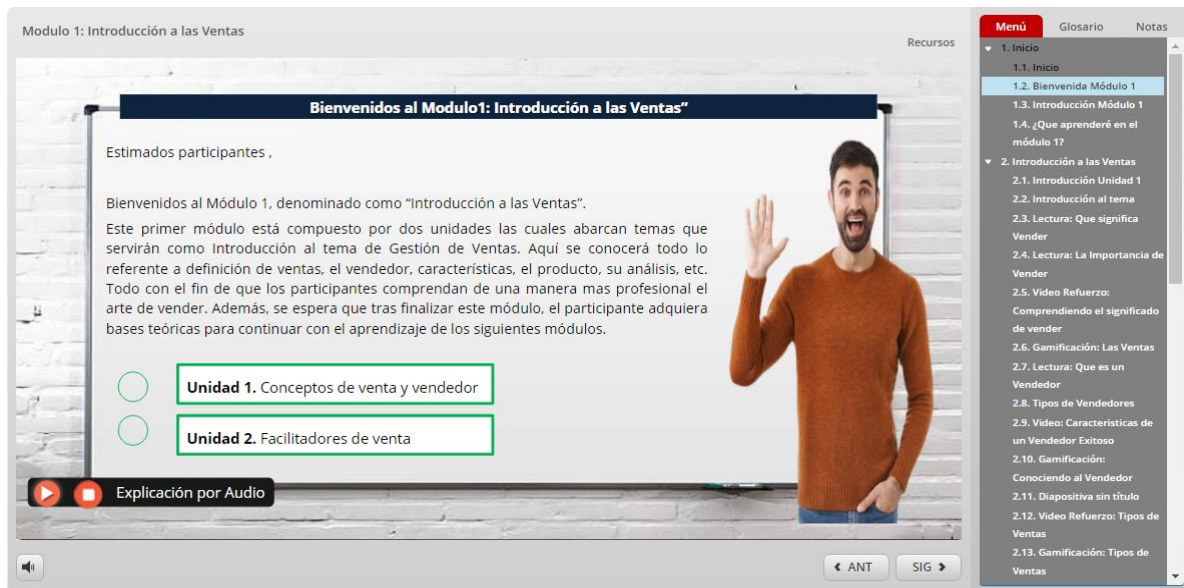 Modulo 1: Introducción a las Ventas
Recursos
Bienvenidos al Modulo1: Introducción a las Ventas”
Estimados participantes ,
Bienvenidos al Módulo 1, denominado como “Introducción a las Ventas”.
Este primer módulo está compuesto por dos unidades las cuales abarcan temas que
servirán como Introducción al tema de Gestión de Ventas. Aquí se conocerá todo lo
referente a definición de ventas, el vendedor, características, el producto, su análisis, etc.
Todo con el fin de que los participantes comprendan de una manera mas profesional el
arte de vender. Además, se espera que tras finalizar este módulo, el participante adquiera
bases teóricas para continuar con el aprendizaje de los siguientes módulos.
Unidad 1. Conceptos de venta y vendedor
Unidad 2. Facilitadores de venta
Explicación por Audio
ANT
SIG
Menú Glosario Notas
1. Inicio
1.1. Inicio
1.2. Bienvenida Módulo 1
1.3. Introducción Módulo 1
1.4. ¿Que aprenderé en el
módulo 1?
2. Introducción a las Ventas
2.1. Introducción Unidad 1
2.2. Introducción al tema
2.3. Lectura: Que significa
Vender
2.4. Lectura: La Importancia de
Vender
2.5. Video Refuerzo:
Comprendiendo el significado
de vender
2.6. Gamificación: Las Ventas
2.7. Lectura: Que es un
Vendedor
2.8. Tipos de Vendedores
2.9. Video: Caracteristicas de
un Vendedor Exitoso
2.10. Gamificación:
Conociendo al Vendedor
2.11. Diapositiva sin título
2.12. Video Refuerzo: Tipos de
Ventas
2.13. Gamificación: Tipos de
Ventas